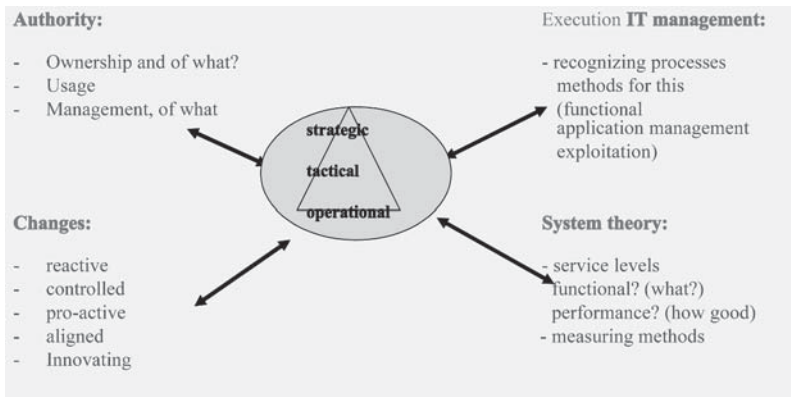 Authority:
- Ownership and of what?
- Usage
- Management, of what
Execution IT management:
- recognizing processes
methods for this
(functional
application management
exploitation)
strategic
tactical
operational
Changes:
- reactive
- controlled
- pro-active
- aligned
- Innovating
System theory:
- service levels
functional? (what?)
performance? (how good)
- measuring methods